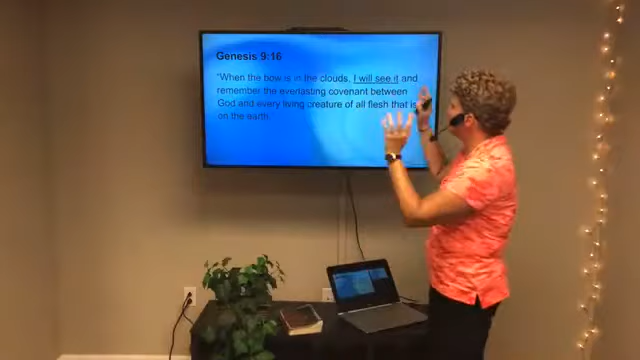 Genesis 9:16
"When the bow is in the clouds, I will see it and
remember the everlasting covenant between
God and every living creature of all flesh that is
on the earth.